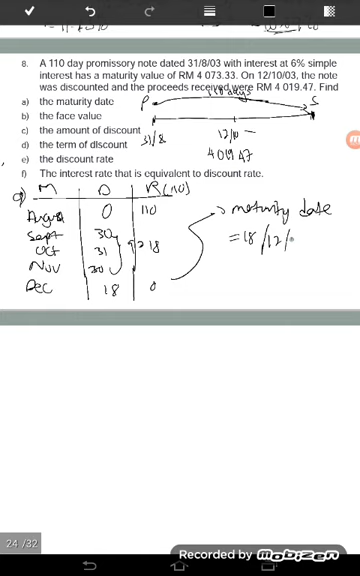 8. A 110 day promissory note dated 31/8/03 with interest at 6% simple
interest has a maturity value of RM 4 073.33. On 12/10/03, the note
was discounted and the proceeds received were RM 4 019.47. Find
110 days
a) the maturity date
P S
b) the face value
c) the amount of discount
31/8 12/10
d) the term of discount
4019.47
e) the discount rate
f) The interest rate that is equivalent to discount rate.
a) M D R(110)
August 0 110
Sept 30
Oct 31 18
Nov 30
Dec 18 0
maturity date
= 18/12/
24 /32
Recorded by mobizen